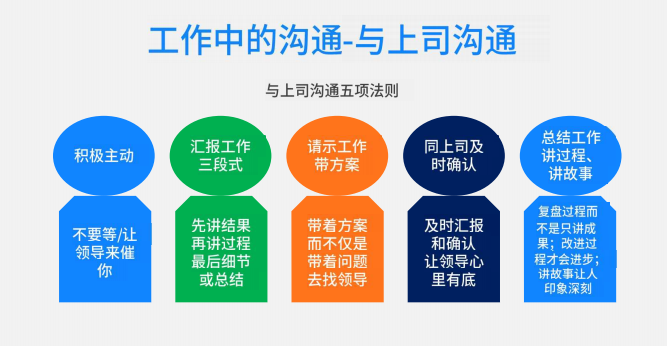 工作中的沟通-与上司沟通
与上司沟通五项法则
积极主动
汇报工作
三段式
请示工作
带方案
同上司及
时确认
总结工作
讲过程、
讲故事
不要等/让
领导来催
你
先讲结果
再讲过程
最后细节
或总结
带着方案
而不仅是
带着问题
去找领导
及时汇报
和确认
让领导心
里有底
复盘过程而
不是只讲成
果；改进过
程才会进步；
讲故事让人
印象深刻